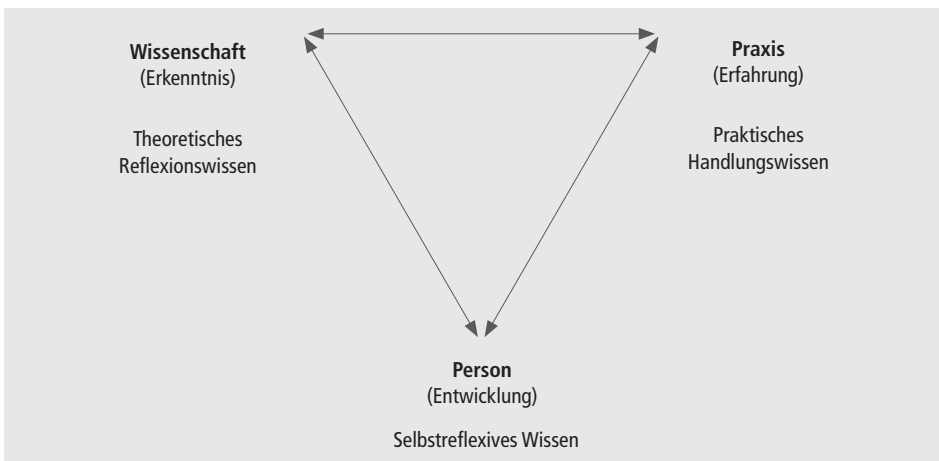 Wissenschaft
(Erkenntnis)
Theoretisches
Reflexionswissen
Praxis
(Erfahrung)
Praktisches
Handlungswissen
Person
(Entwicklung)
Selbstreflexives Wissen